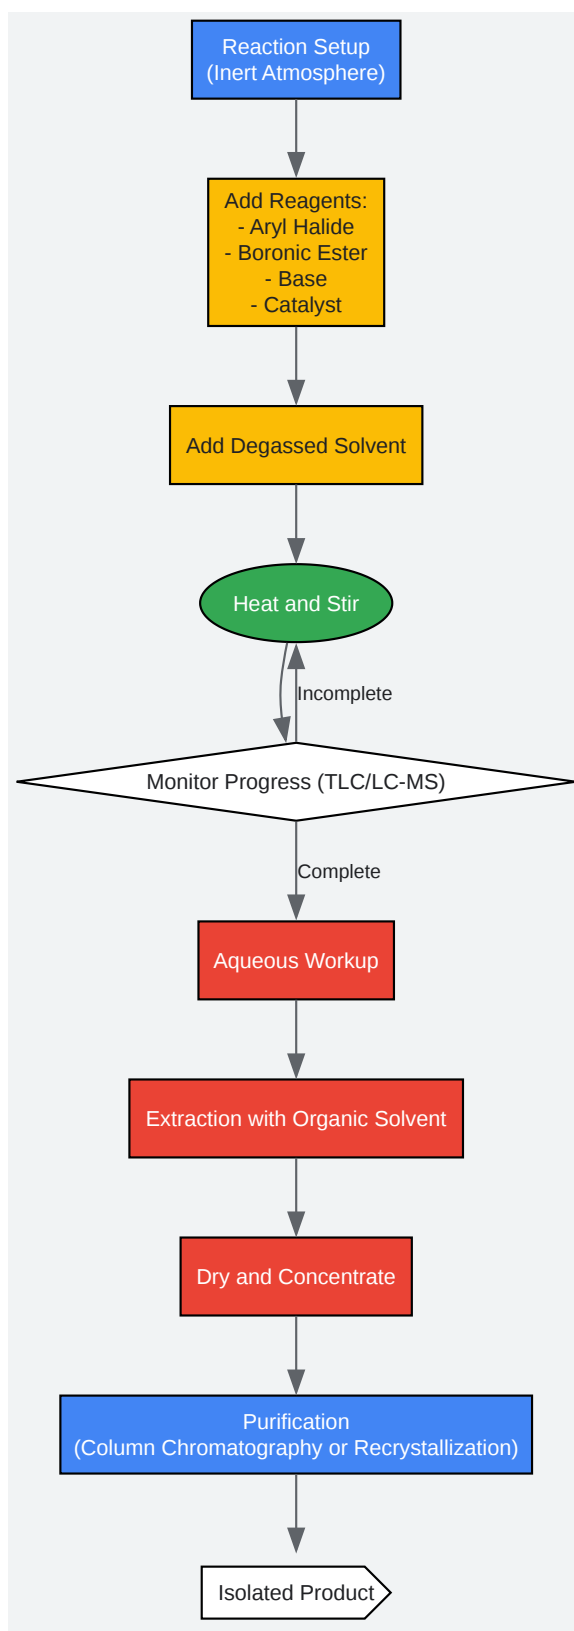 Reaction Setup
(Inert Atmosphere)
Add Reagents:
- Aryl Halide
- Boronic Ester
- Base
- Catalyst
Add Degassed Solvent
Heat and Stir
Incomplete
Monitor Progress (TLC/LC-MS)
Complete
Aqueous Workup
Extraction with Organic Solvent
Dry and Concentrate
Purification
(Column Chromatography or Recrystallization)
Isolated Product